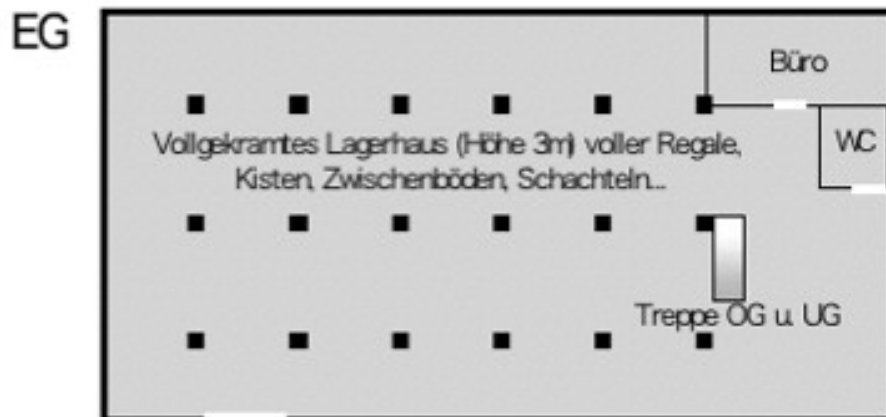 EG
Büro
Vollgekramtes Lagerhaus (Höhe 3m) voller Regale,
Kisten, Zwischenböden, Schachteln...
WC
Treppe OG u. UG